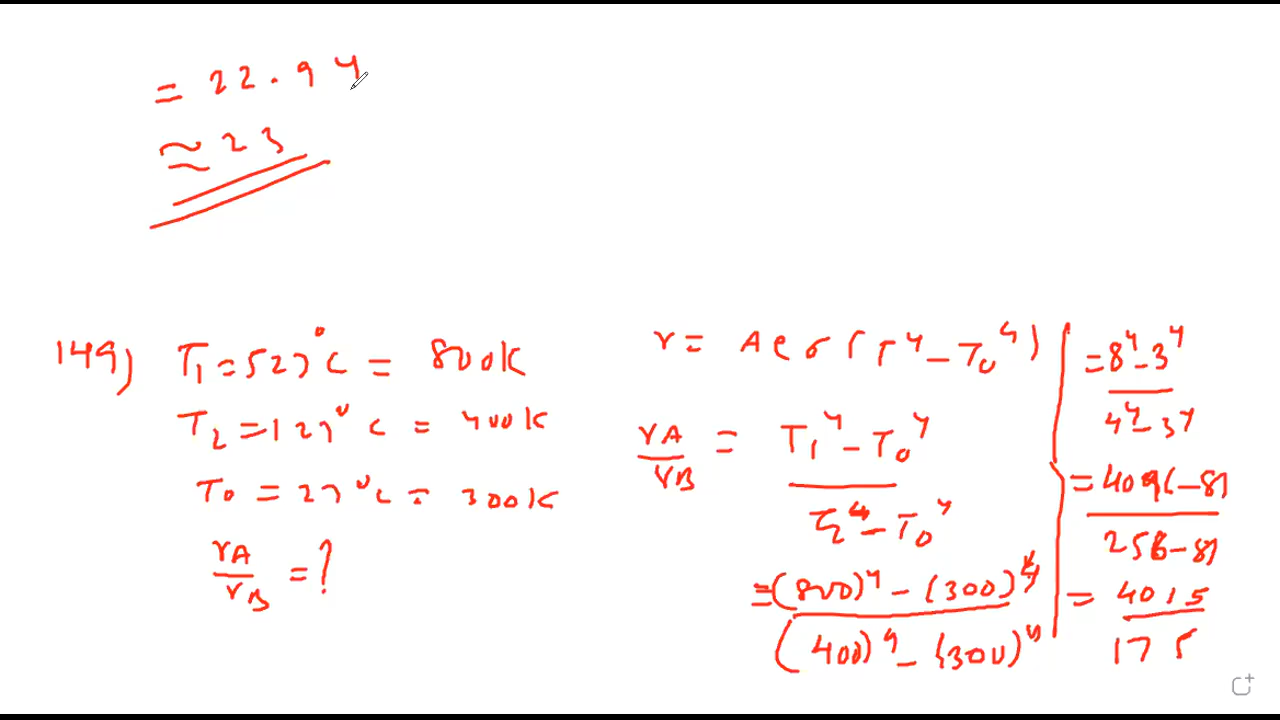 = 22.94
≈ 23
149) T₁ = 527°C = 800K
T₂ = 127°C = 400K
T₀ = 27°C = 300K
rA/rB = ?
r = Aeσ(T⁴ - T₀⁴)
rA/rB = T₁⁴ - T₀⁴ / T₂⁴ - T₀⁴
= (800)⁴ - (300)⁴ / (400)⁴ - (300)⁴
= 8⁴ - 3⁴ / 4⁴ - 3⁴
= 4096 - 81 / 256 - 81
= 4015 / 175